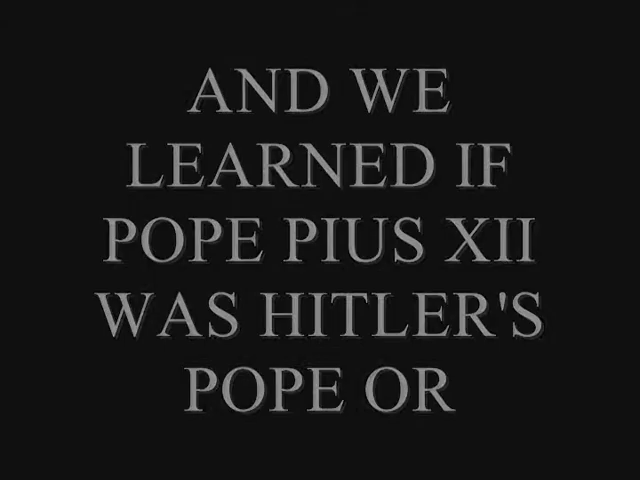 AND WE
LEARNED IF
POPE PIUS XII
WAS HITLER'S
POPE OR